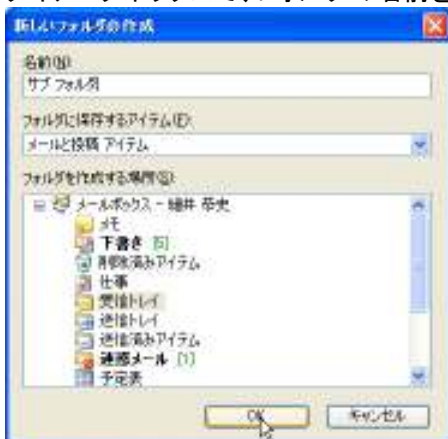 新しいフォルダの作成
名前(N):
サブ フォルダ
フォルダに保存するアイテム(F):
メールと投稿 アイテム
フォルダを作成する場所(S):
メールボックス - 細井 恭史
メモ
下書き [5]
削除済みアイテム
仕事
受信トレイ
送信トレイ
送信済みアイテム
迷惑メール [1]
予定表
OK
キャンセル